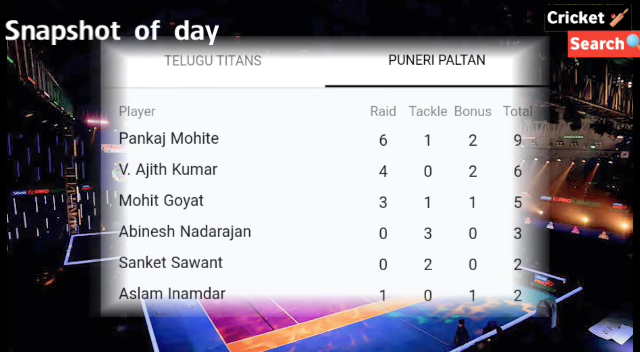 Snapshot of day
Cricket
Search
TELUGU TITANS PUNERI PALTAN
Player Raid Tackle Bonus Total
Pankaj Mohite 6 1 2 9
V. Ajith Kumar 4 0 2 6
Mohit Goyat 3 1 1 5
Abinesh Nadarajan 0 3 0 3
Sanket Sawant 0 2 0 2
Aslam Inamdar 1 0 1 2